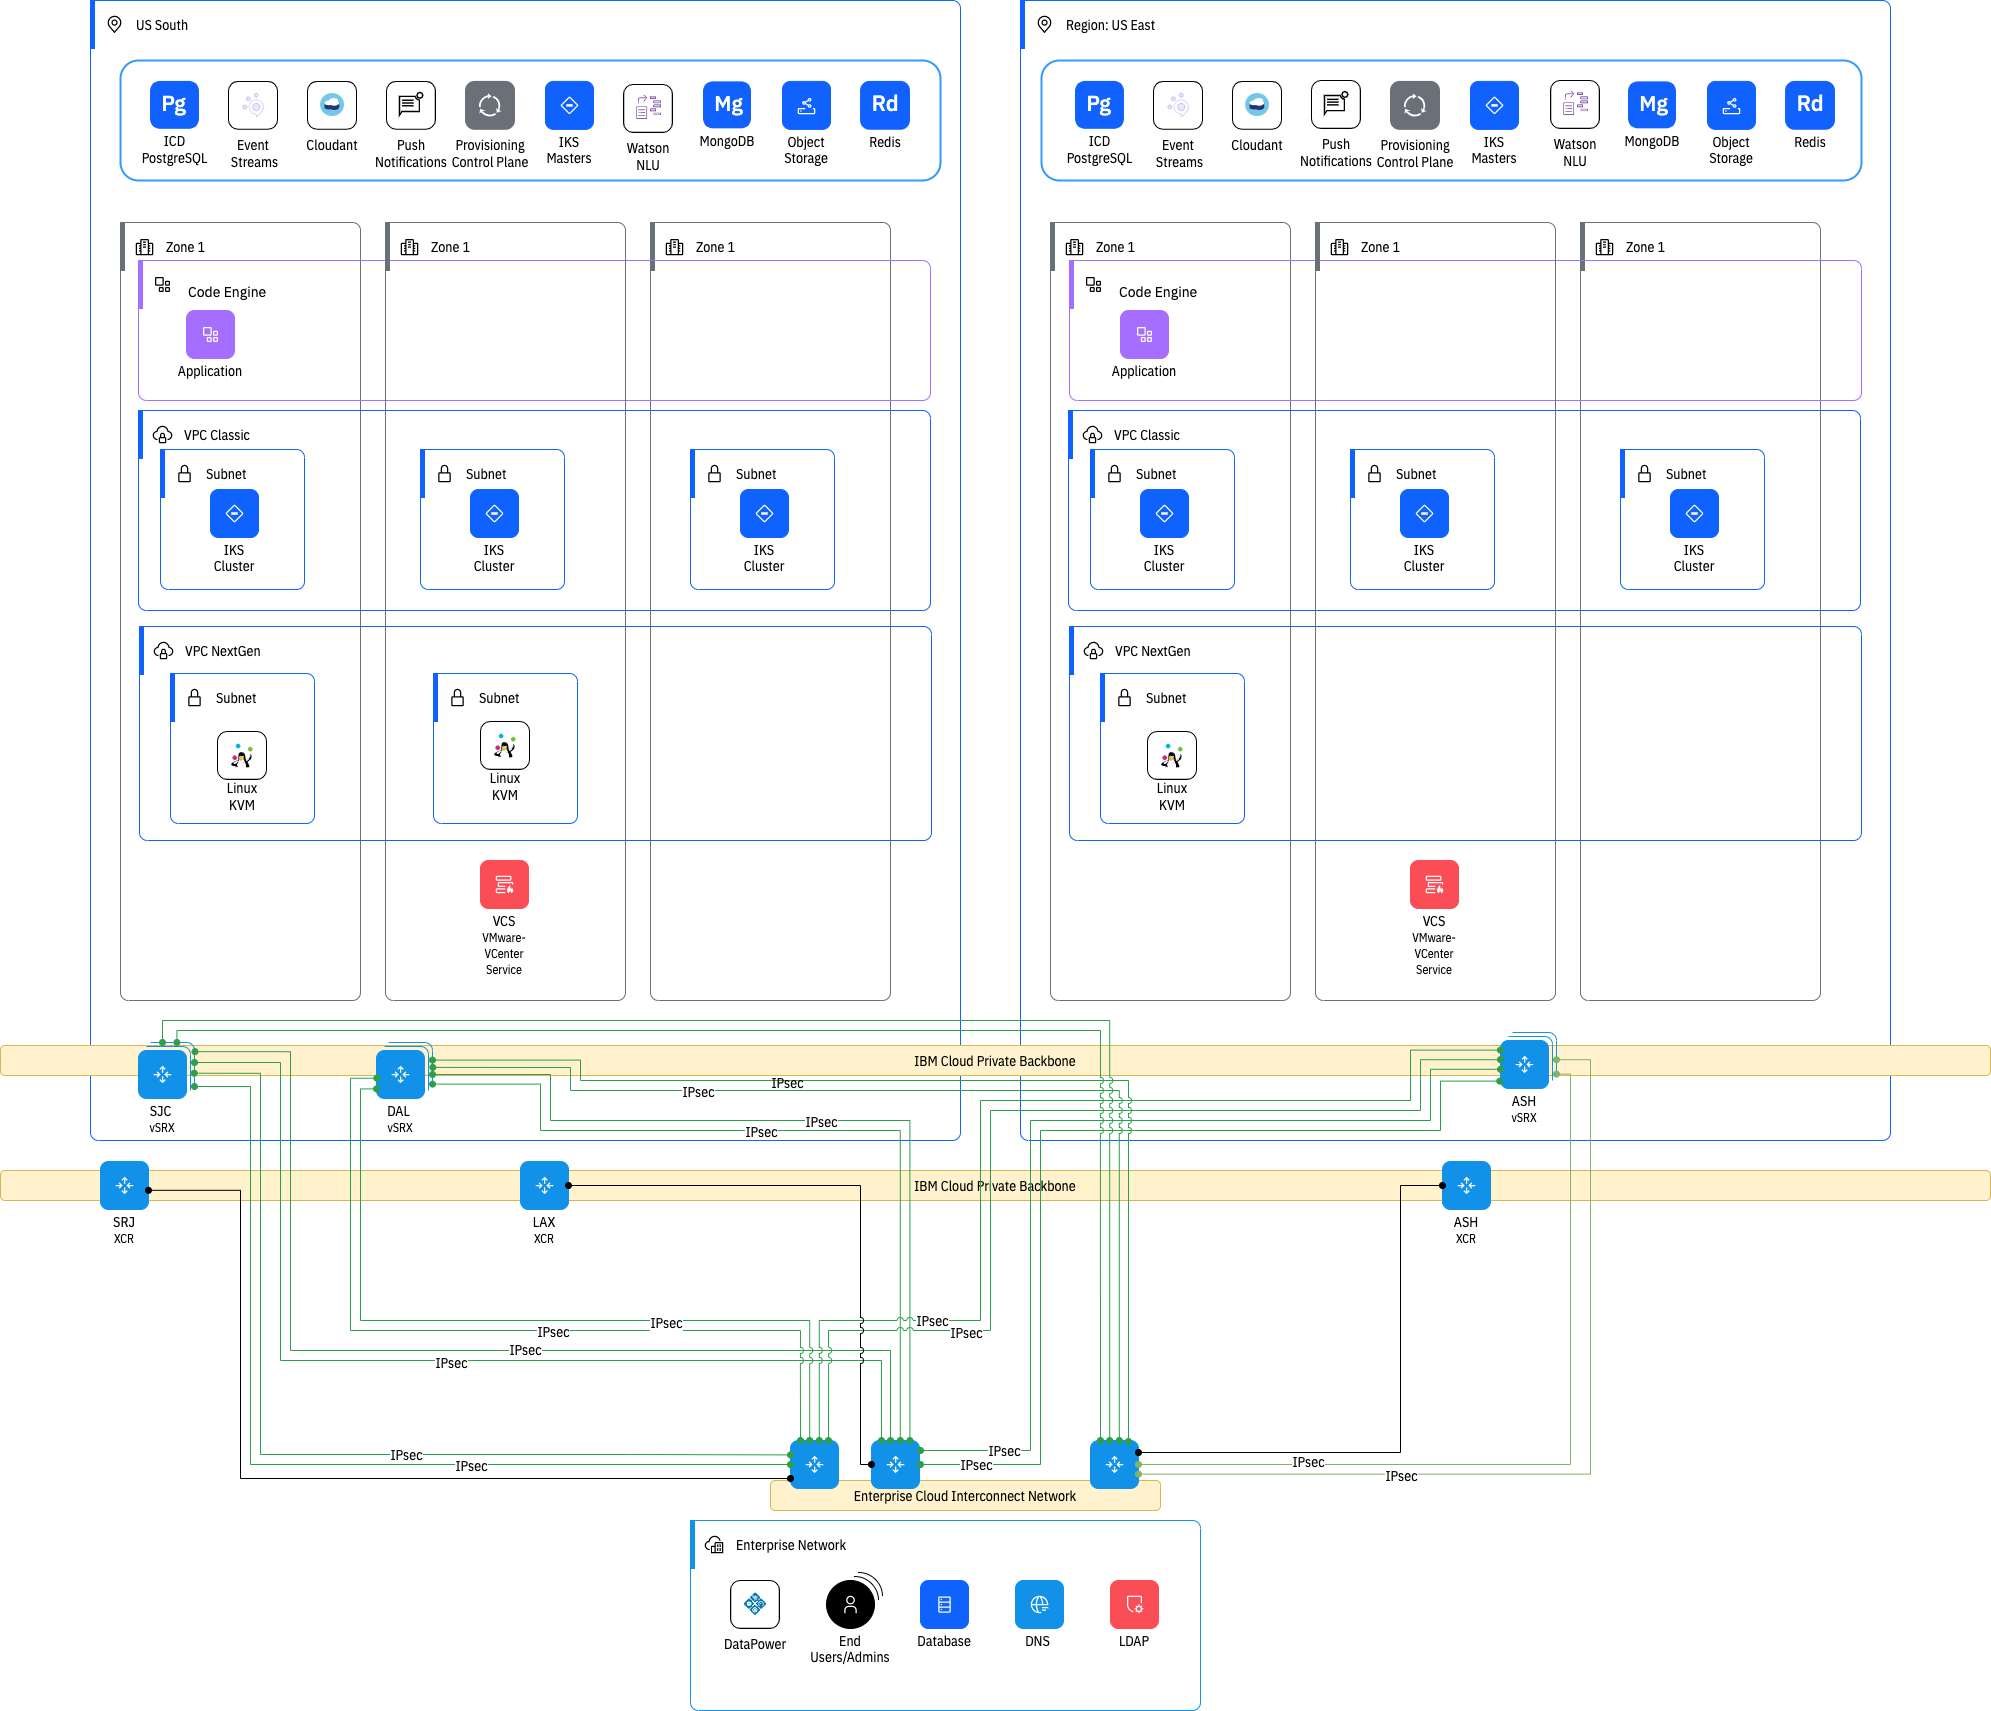 US South
Pg
ICD
PostgreSQL
Event
Streams
Cloudant
Push
Notifications
Provisioning
Control Plane
IKS
Masters
Watson
NLU
Mg
MongoDB
Object
Storage
Rd
Redis
Zone 1
Zone 1
Zone 1
Code Engine
Application
VPC Classic
Subnet
IKS
Cluster
Subnet
IKS
Cluster
Subnet
IKS
Cluster
VPC NextGen
Subnet
Linux
KVM
Subnet
Linux
KVM
VCS
VMware-
VCenter
Service
Region: US East
Pg
ICD
PostgreSQL
Event
Streams
Cloudant
Push
Notifications
Provisioning
Control Plane
IKS
Masters
Watson
NLU
Mg
MongoDB
Object
Storage
Rd
Redis
Zone 1
Zone 1
Zone 1
Code Engine
Application
VPC Classic
Subnet
IKS
Cluster
Subnet
IKS
Cluster
Subnet
IKS
Cluster
VPC NextGen
Subnet
Linux
KVM
VCS
VMware-
VCenter
Service
IBM Cloud Private Backbone
SJC
vSRX
DAL
vSRX
ASH
vSRX
IPsec
IPsec
IPsec
IPsec
IBM Cloud Private Backbone
SRJ
XCR
LAX
XCR
ASH
XCR
IPsec
IPsec
IPsec
IPsec
IPsec
IPsec
IPsec
IPsec
IPsec
IPsec
IPsec
IPsec
Enterprise Cloud Interconnect Network
Enterprise Network
DataPower
End
Users/Admins
Database
DNS
LDAP